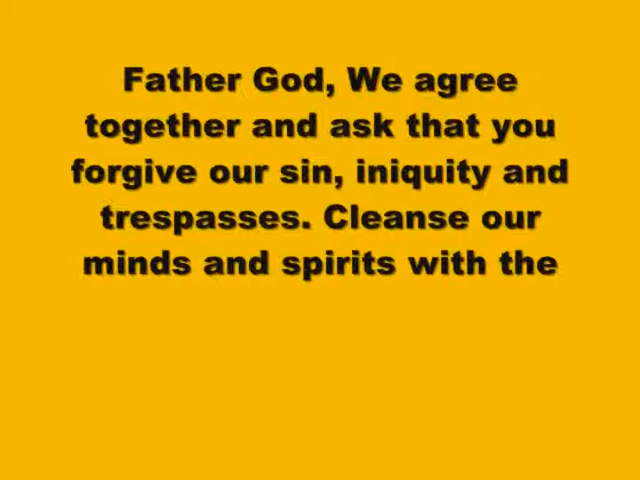 Father God, We agree
together and ask that you
forgive our sin, iniquity and
trespasses. Cleanse our
minds and spirits with the